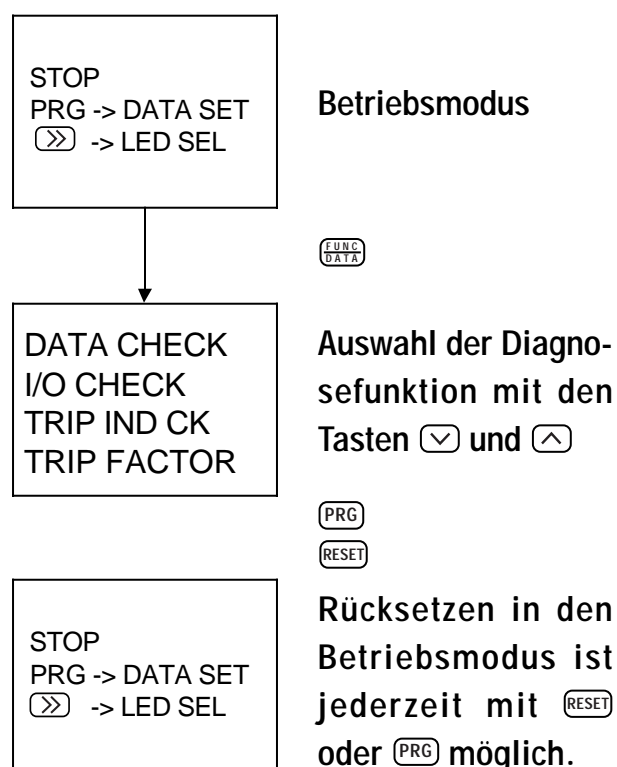 STOP
PRG -> DATA SET
-> LED SEL
Betriebsmodus
FUNC
DATA
DATA CHECK
I/O CHECK
TRIP IND CK
TRIP FACTOR
Auswahl der Diagno-
sefunktion mit den
Tasten und
PRG
RESET
STOP
PRG -> DATA SET
-> LED SEL
Rücksetzen in den
Betriebsmodus ist
jederzeit mit RESET
oder PRG möglich.